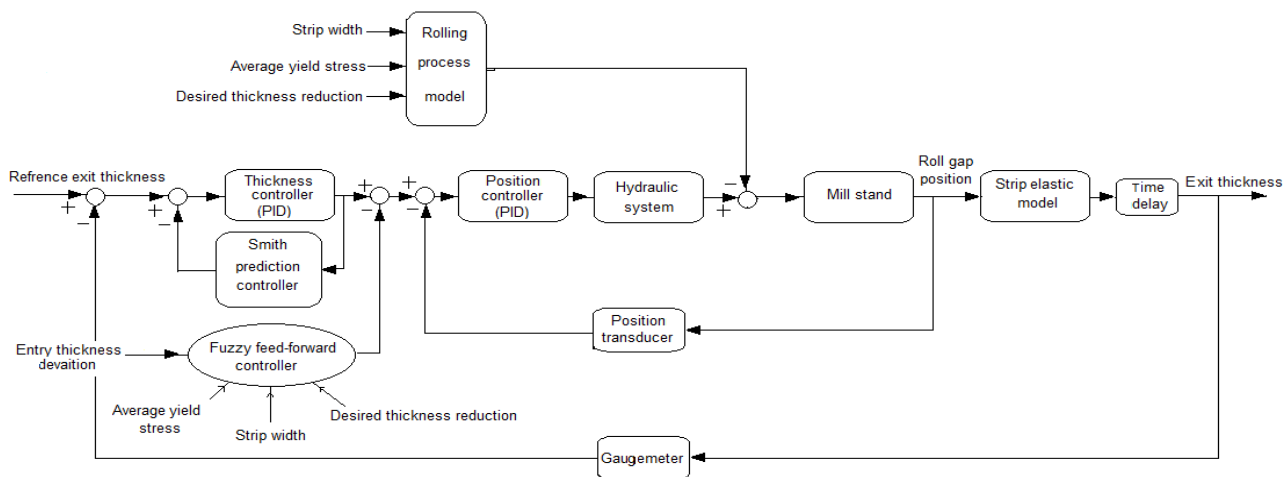 Strip width
Average yield stress
Desired thickness reduction
Rolling
process
model
Refrence exit thickness
+
−
+
−
Thickness
controller
(PID)
+
−
+
−
Position
controller
(PID)
Hydraulic
system
−
+
Mill stand
Roll gap
position
Strip elastic
model
Time
delay
Exit thickness
Smith
prediction
controller
Position
transducer
Entry thickness
devaition
Fuzzy feed-forward
controller
Average yield
stress
Strip width
Desired thickness reduction
Gaugemeter